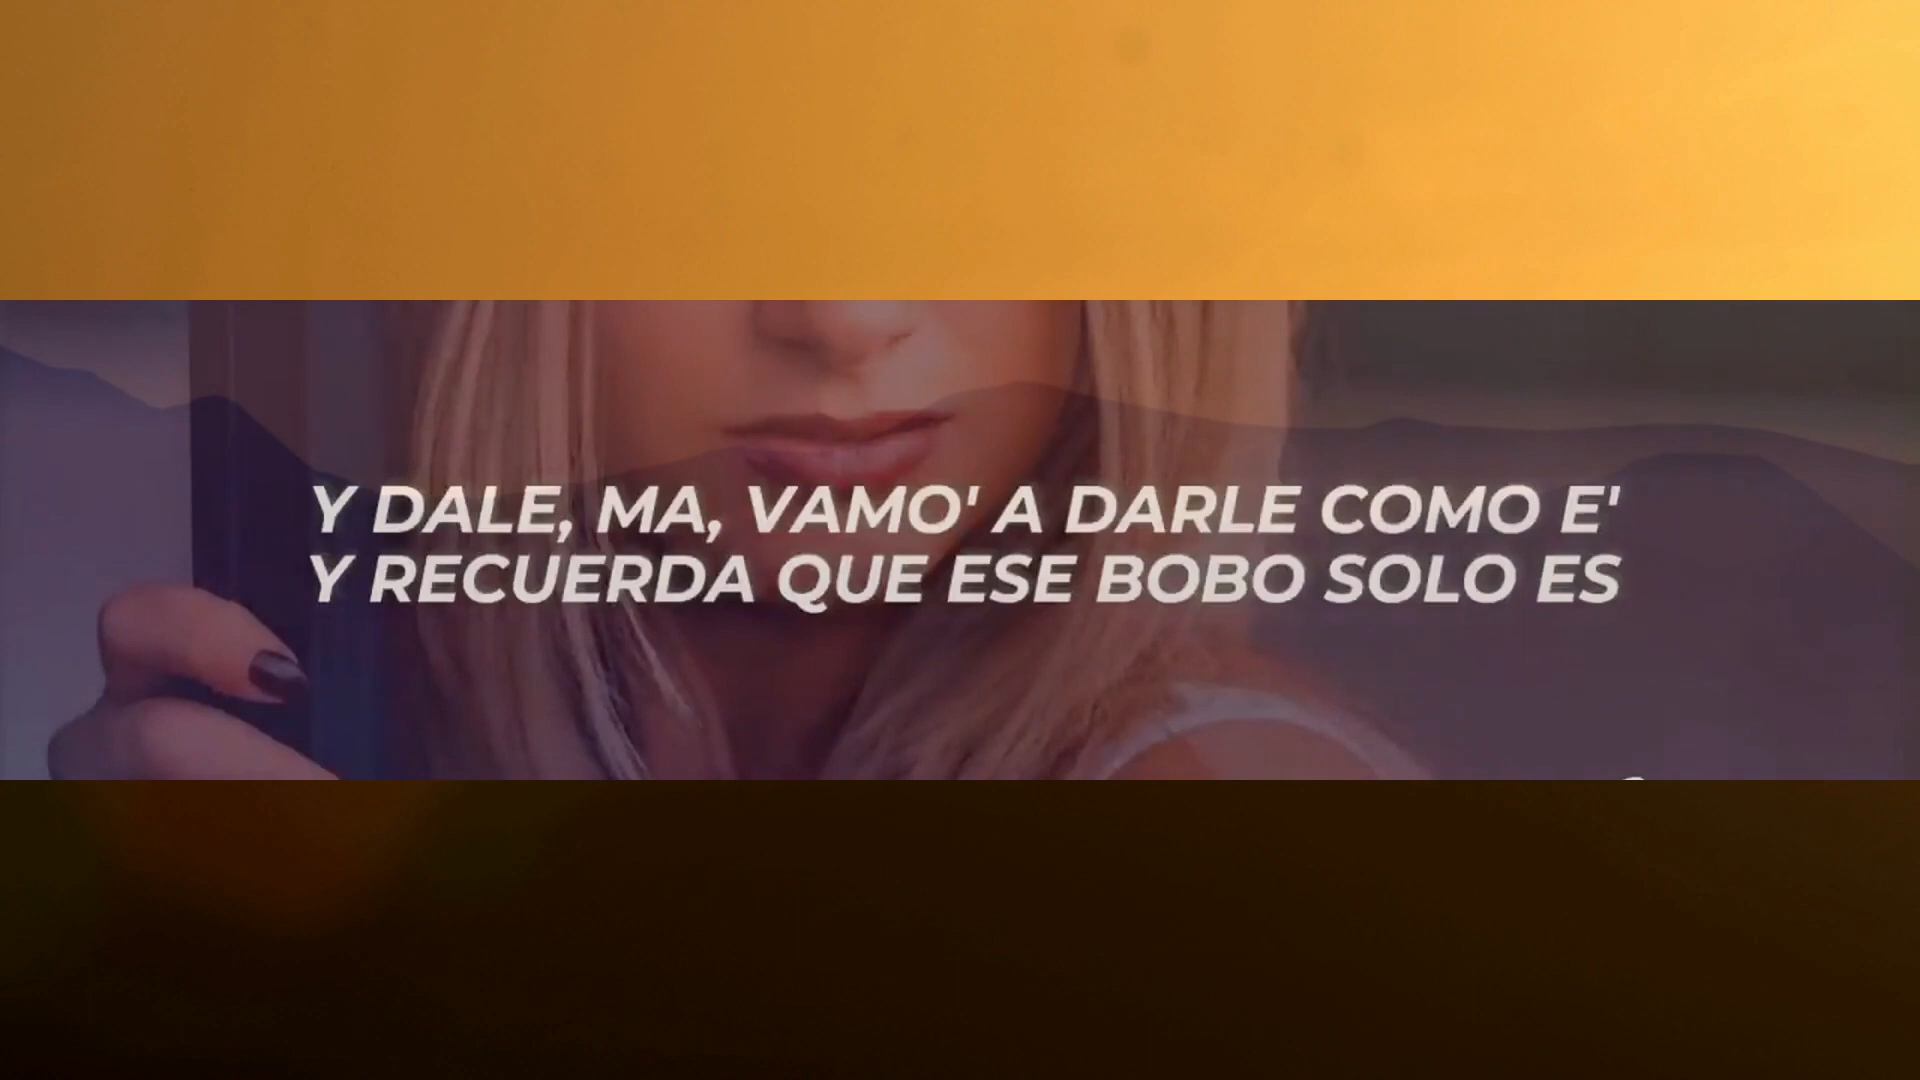 Y DALE, MA, VAMO' A DARLE COMO E'
Y RECUERDA QUE ESE BOBO SOLO ES